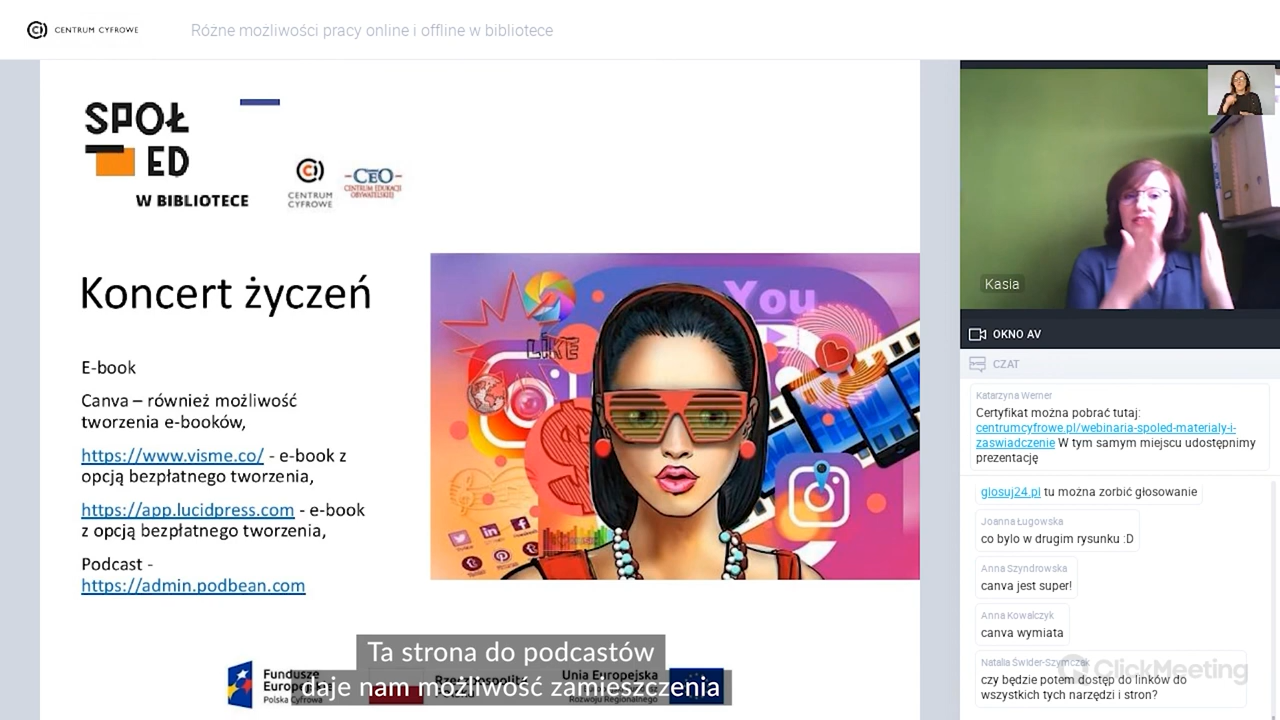 CENTRUM CYFROWE
Różne możliwości pracy online i offline w bibliotece
SPOŁ
ED
W BIBLIOTECE
CENTRUM
CYFROWE
CEO
CENTRUM EDUKACJI
OBYWATELSKIEJ
Koncert życzeń
E-book
Canva – również możliwość
tworzenia e-booków,
https://www.visme.co/ - e-book z
opcją bezpłatnego tworzenia,
https://app.lucidpress.com - e-book
z opcją bezpłatnego tworzenia,
Podcast -
https://admin.podbean.com
You
LIKE
Ta strona do podcastów
daje nam możliwość zamieszczenia
Fundusze
Polska Cyfrowa
Unia Europejska
Rozwoju Regionalnego
Kasia
OKNO AV
CZAT
Katarzyna Werner
Certyfikat można pobrać tutaj:
centrumcyfrowe.pl/webinaria-spoled-materialy-i-
zaswiadczenie W tym samym miejscu udostępnimy
prezentację
glosuj24.pl tu można zorbić głosowanie
Joanna Ługowska
co bylo w drugim rysunku :D
Anna Szyndrowska
canva jest super!
Anna Kowalczyk
canva wymiata
Natalia Świder-Szymczak
czy będzie potem dostęp do linków do
wszystkich tych narzędzi i stron?
ClickMeeting